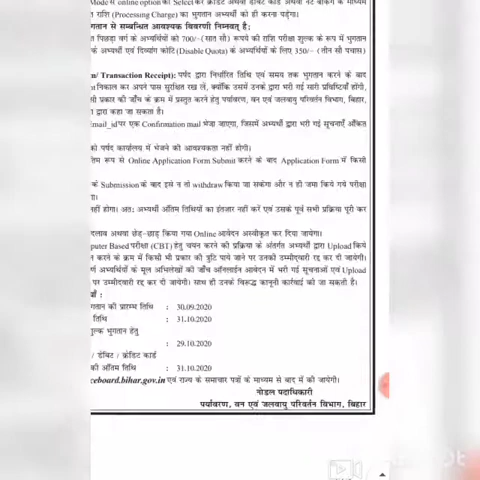 Mode से online option का Select कर क्रेडिट अथवा डेबिट कार्ड अथवा नेट बैंकिंग के माध्यम
राशि (Processing Charge) का भुगतान अभ्यर्थी को ही करना पड़ेगा।
गतान से सम्बन्धित आवश्यक विवरणी निम्नवत् है:
पिछड़ा वर्ग के अभ्यर्थियों को 700/-(सात सौ) रूपये की राशि परीक्षा शुल्क के रूप में भुगतान
के अभ्यर्थी एवं दिव्यांग कोटि (Disable Quota) के अभ्यर्थियों के लिए 350/- (तीन सौ पचास)
/ Transaction Receipt): पर्षद द्वारा निर्धारित तिथि एवं समय तक भुगतान करने के बाद
निकाल कर अपने पास सुरक्षित रख लें, क्योंकि उसमें उनके द्वारा भरी गई सारी प्रविष्टियाँ होंगी,
सी प्रकार की जाँच के क्रम में प्रस्तुत करने हेतु पर्यावरण, वन एवं जलवायु परिवर्तन विभाग, बिहार,
द्वारा कहा जा सकता है।
mail_id पर एक Confirmation mail भेजा जाएगा, जिसमें अभ्यर्थी द्वारा भरी गई सूचनाएँ अंकित
को पर्षद कार्यालय में भेजने की आवश्यकता नहीं होगी।
तिम रूप से Online Application Form Submit करने के बाद Application Form में किसी
के Submission के बाद इसे न तो withdraw किया जा सकेगा और न ही जमा किये गये परीक्षा
गा।
नहीं होगा। अतः अभ्यर्थी अंतिम तिथियों का इंतजार नहीं करें एवं उसके पूर्व सभी प्रक्रिया पूरी कर
दलाव अथवा छेड़-छाड़ किया गया Online आवेदन अस्वीकृत कर दिया जायेगा।
puter Based परीक्षा (CBT) हेतु चयन करने की प्रक्रिया के अंतर्गत अभ्यर्थी द्वारा Upload किये
न करने के क्रम में किसी भी प्रकार की त्रुटि पाये जाने पर उनकी उम्मीदवारी रद्द कर दी जायेगी।
र्ण अभ्यर्थियों के मूल अभिलेखों की जाँच ऑनलाईन आवेदन में भरी गई सूचनाओं एवं Upload
पर उम्मीदवारी रद्द कर दी जायेगी। साथ ही उनके विरूद्ध कानूनी कार्रवाई की जा सकती है।
याँ :
गतान की प्रारम्भ तिथि : 30.09.2020
तिथि : 31.10.2020
शुल्क भुगतान हेतु
: 29.10.2020
/ डेबिट / क्रेडिट कार्ड
की अंतिम तिथि : 31.10.2020
ceboard.bihar.gov.in एवं राज्य के समाचार पत्रों के माध्यम से बाद में की जायेगी।
नोडल पदाधिकारी
पर्यावरण, वन एवं जलवायु परिवर्तन विभाग, बिहार